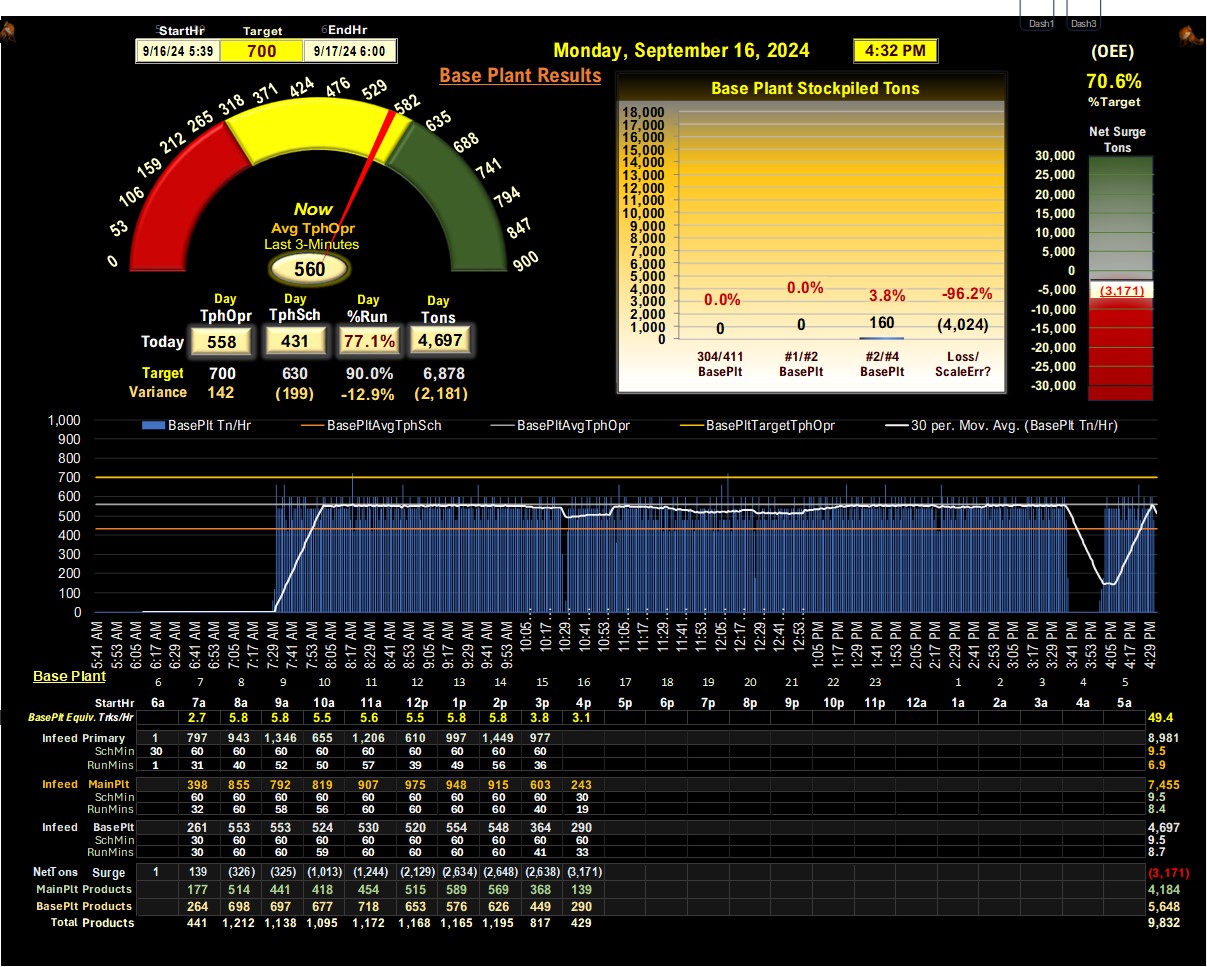 Dash1 Dash3
StartHr Target EndHr
9/16/24 5:39 700 9/17/24 6:00
Monday, September 16, 2024 4:32 PM
(OEE)
70.6%
%Target
Base Plant Results
Base Plant Stockpiled Tons
0 53 106 159 212 265 318 371 424 476 529 582 635 688 741 794 847 900
Now
Avg TphOpr
Last 3-Minutes
560
18,000
17,000
16,000
15,000
14,000
13,000
12,000
11,000
10,000
9,000
8,000
7,000
6,000
5,000
4,000
3,000
2,000
1,000
0
0.0% 0.0% 3.8% -96.2%
0 0 160 (4,024)
304/411 #1/#2 #2/#4 Loss/
BasePlt BasePlt BasePlt ScaleErr?
Net Surge
Tons
30,000
25,000
20,000
15,000
10,000
5,000
0
-5,000
-10,000
-15,000
-20,000
-25,000
-30,000
(3,171)
Day Day Day Day
TphOpr TphSch %Run Tons
Today 558 431 77.1% 4,697
Target 700 630 90.0% 6,878
Variance 142 (199) -12.9% (2,181)
BasePlt Tn/Hr BasePltAvgTphSch BasePltAvgTphOpr BasePltTargetTphOpr 30 per. Mov. Avg. (BasePlt Tn/Hr)
1,000
900
800
700
600
500
400
300
200
100
0
5:41 AM 5:53 AM 6:05 AM 6:17 AM 6:29 AM 6:41 AM 6:53 AM 7:05 AM 7:17 AM 7:29 AM 7:41 AM 7:53 AM 8:05 AM 8:17 AM 8:29 AM 8:41 AM 8:53 AM 9:05 AM 9:17 AM 9:29 AM 9:41 AM 9:53 AM 10:05... 10:17... 10:29... 10:41... 10:53... 11:05... 11:17... 11:29... 11:41... 11:53... 12:05... 12:17... 12:29... 12:41... 12:53... 1:05 PM 1:17 PM 1:29 PM 1:41 PM 1:53 PM 2:05 PM 2:17 PM 2:29 PM 2:41 PM 2:53 PM 3:05 PM 3:17 PM 3:29 PM 3:41 PM 3:53 PM 4:05 PM 4:17 PM 4:29 PM
Base Plant
6 7 8 9 10 11 12 13 14 15 16 17 18 19 20 21 22 23 1 2 3 4 5
StartHr 6a 7a 8a 9a 10a 11a 12p 1p 2p 3p 4p 5p 6p 7p 8p 9p 10p 11p 12a 1a 2a 3a 4a 5a
BasePlt Equiv. Trks/Hr 2.7 5.8 5.8 5.5 5.6 5.5 5.8 5.8 3.8 3.1 49.4
Infeed Primary 1 797 943 1,346 655 1,206 610 997 1,449 977 8,981
SchMin 30 60 60 60 60 60 60 60 60 60 9.5
RunMins 1 31 40 52 50 57 39 49 56 36 6.9
Infeed MainPlt 398 855 792 819 907 975 948 915 603 243 7,455
SchMin 60 60 60 60 60 60 60 60 60 30 9.5
RunMins 32 60 58 56 60 60 60 60 40 19 8.4
Infeed BasePlt 261 553 553 524 530 520 554 548 364 290 4,697
SchMin 30 60 60 60 60 60 60 60 60 60 9.5
RunMins 30 60 60 59 60 60 60 60 41 33 8.7
NetTons Surge 1 139 (326) (325) (1,013) (1,244) (2,129) (2,634) (2,648) (2,638) (3,171) (3,171)
MainPlt Products 177 514 441 418 454 515 589 569 368 139 4,184
BasePlt Products 264 698 697 677 718 653 576 626 449 290 5,648
Total Products 441 1,212 1,138 1,095 1,172 1,168 1,165 1,195 817 429 9,832